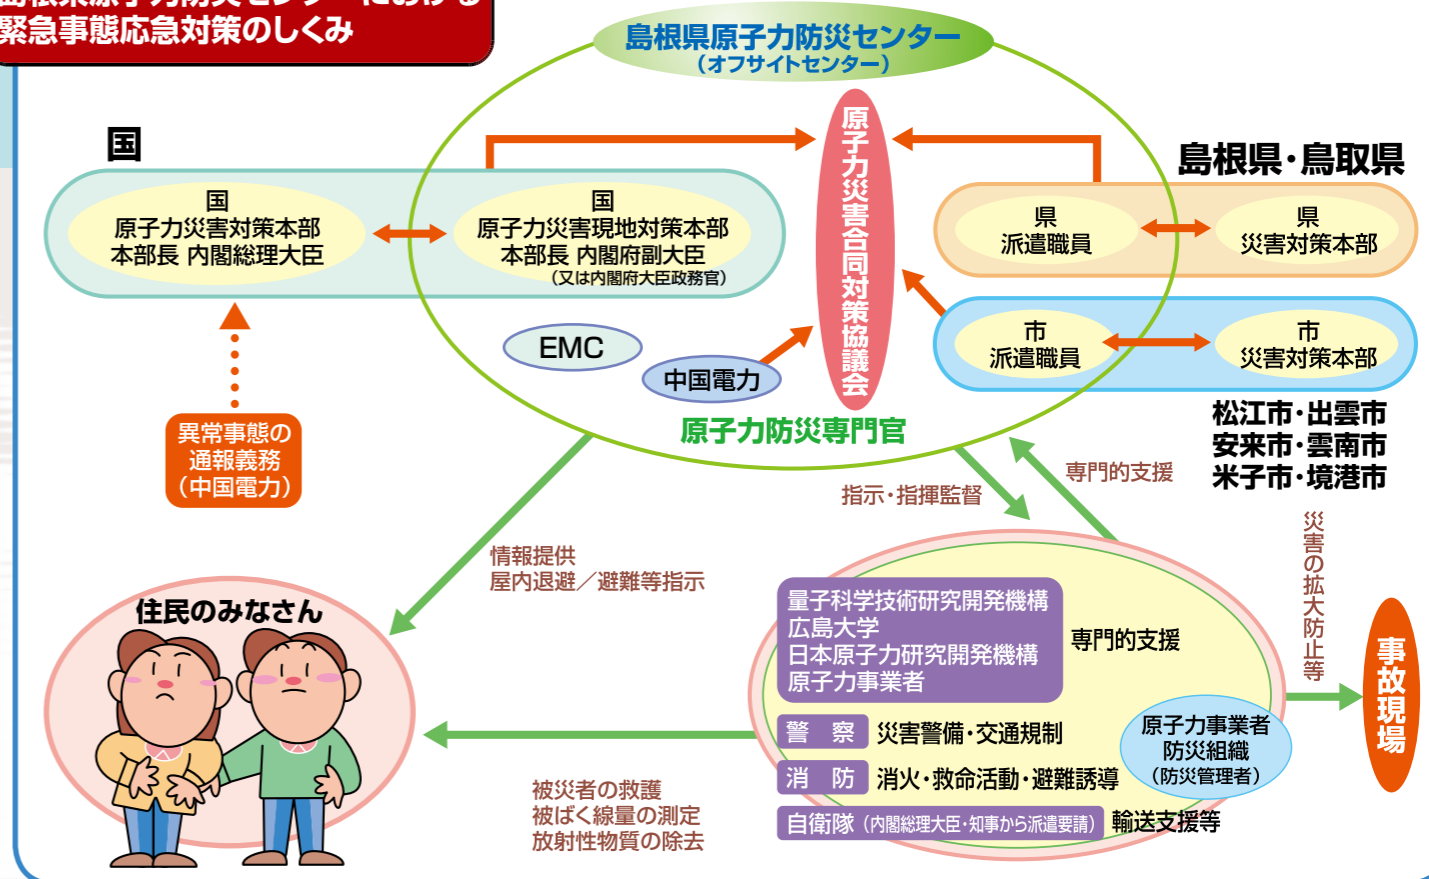 島根県原子力防災センターにおける
緊急事態応急対策のしくみ
島根県原子力防災センター
（オフサイトセンター）
国
国
原子力災害対策本部
本部長 内閣総理大臣
国
原子力災害現地対策本部
本部長 内閣府副大臣
（又は内閣府大臣政務官）
原子力災害合同対策協議会
島根県・鳥取県
県
派遣職員
県
災害対策本部
市
派遣職員
市
災害対策本部
松江市・出雲市
安来市・雲南市
米子市・境港市
EMC
中国電力
原子力防災専門官
異常事態の
通報義務
（中国電力）
情報提供
屋内退避／避難等指示
指示・指揮監督
専門的支援
災害の拡大防止等
事故現場
住民のみなさん
量子科学技術研究開発機構
広島大学
日本原子力研究開発機構
原子力事業者
専門的支援
警　察 災害警備・交通規制
消　防 消火・救命活動・避難誘導
自衛隊（内閣総理大臣・知事から派遣要請） 輸送支援等
原子力事業者
防災組織
（防災管理者）
被災者の救護
被ばく線量の測定
放射性物質の除去